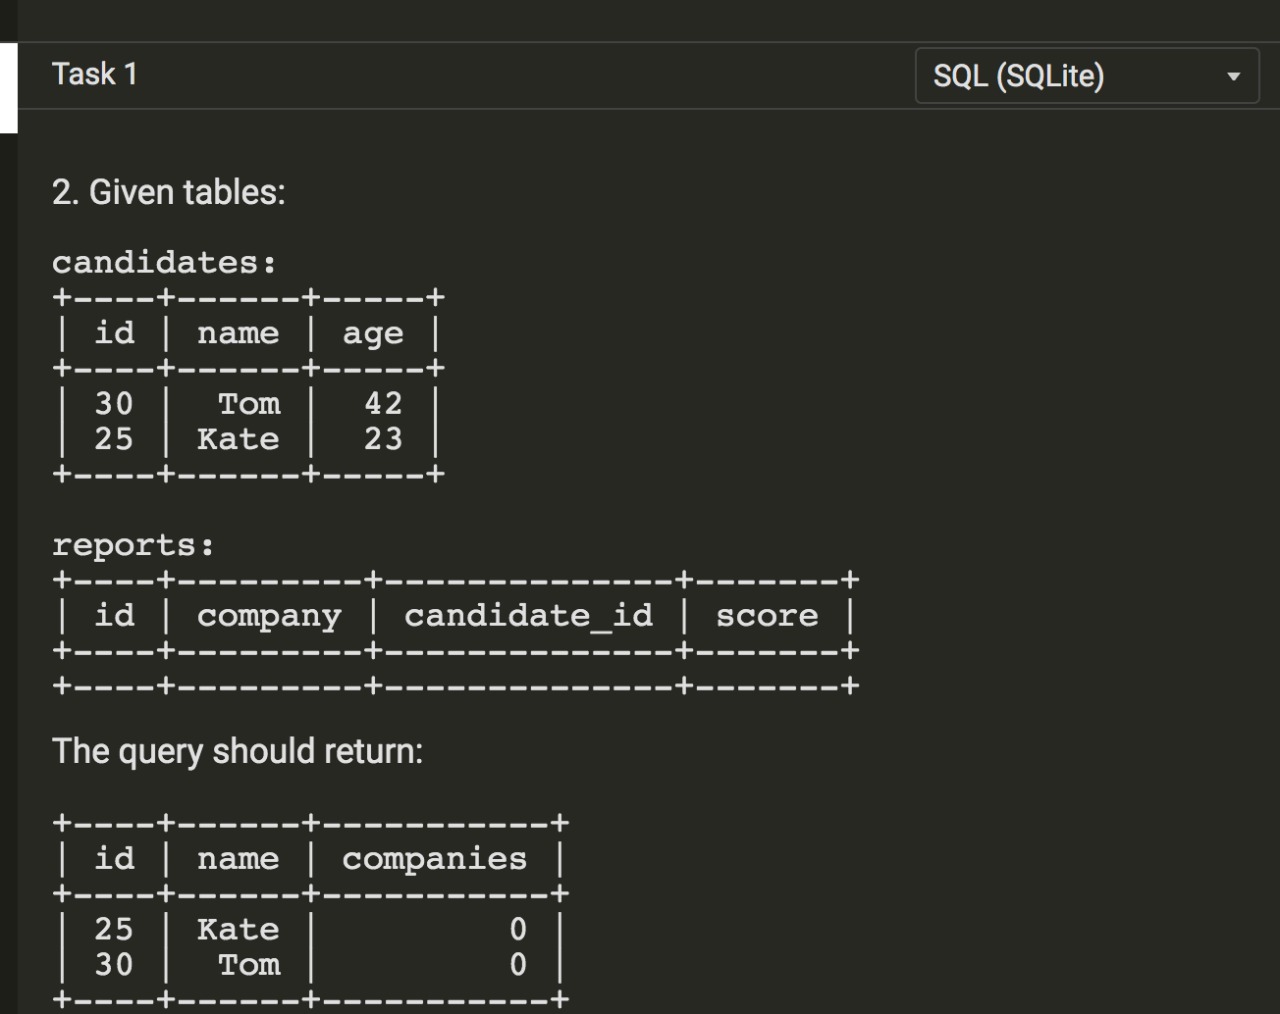 Task 1
SQL (SQLite)
2. Given tables:
candidates:
+----+------+-----+
| id | name | age |
+----+------+-----+
| 30 |  Tom |  42 |
| 25 | Kate |  23 |
+----+------+-----+
reports:
+----+---------+--------------+-------+
| id | company | candidate_id | score |
+----+---------+--------------+-------+
+----+---------+--------------+-------+
The query should return:
+----+------+-----------+
| id | name | companies |
+----+------+-----------+
| 25 | Kate |         0 |
| 30 |  Tom |         0 |
+----+------+-----------+